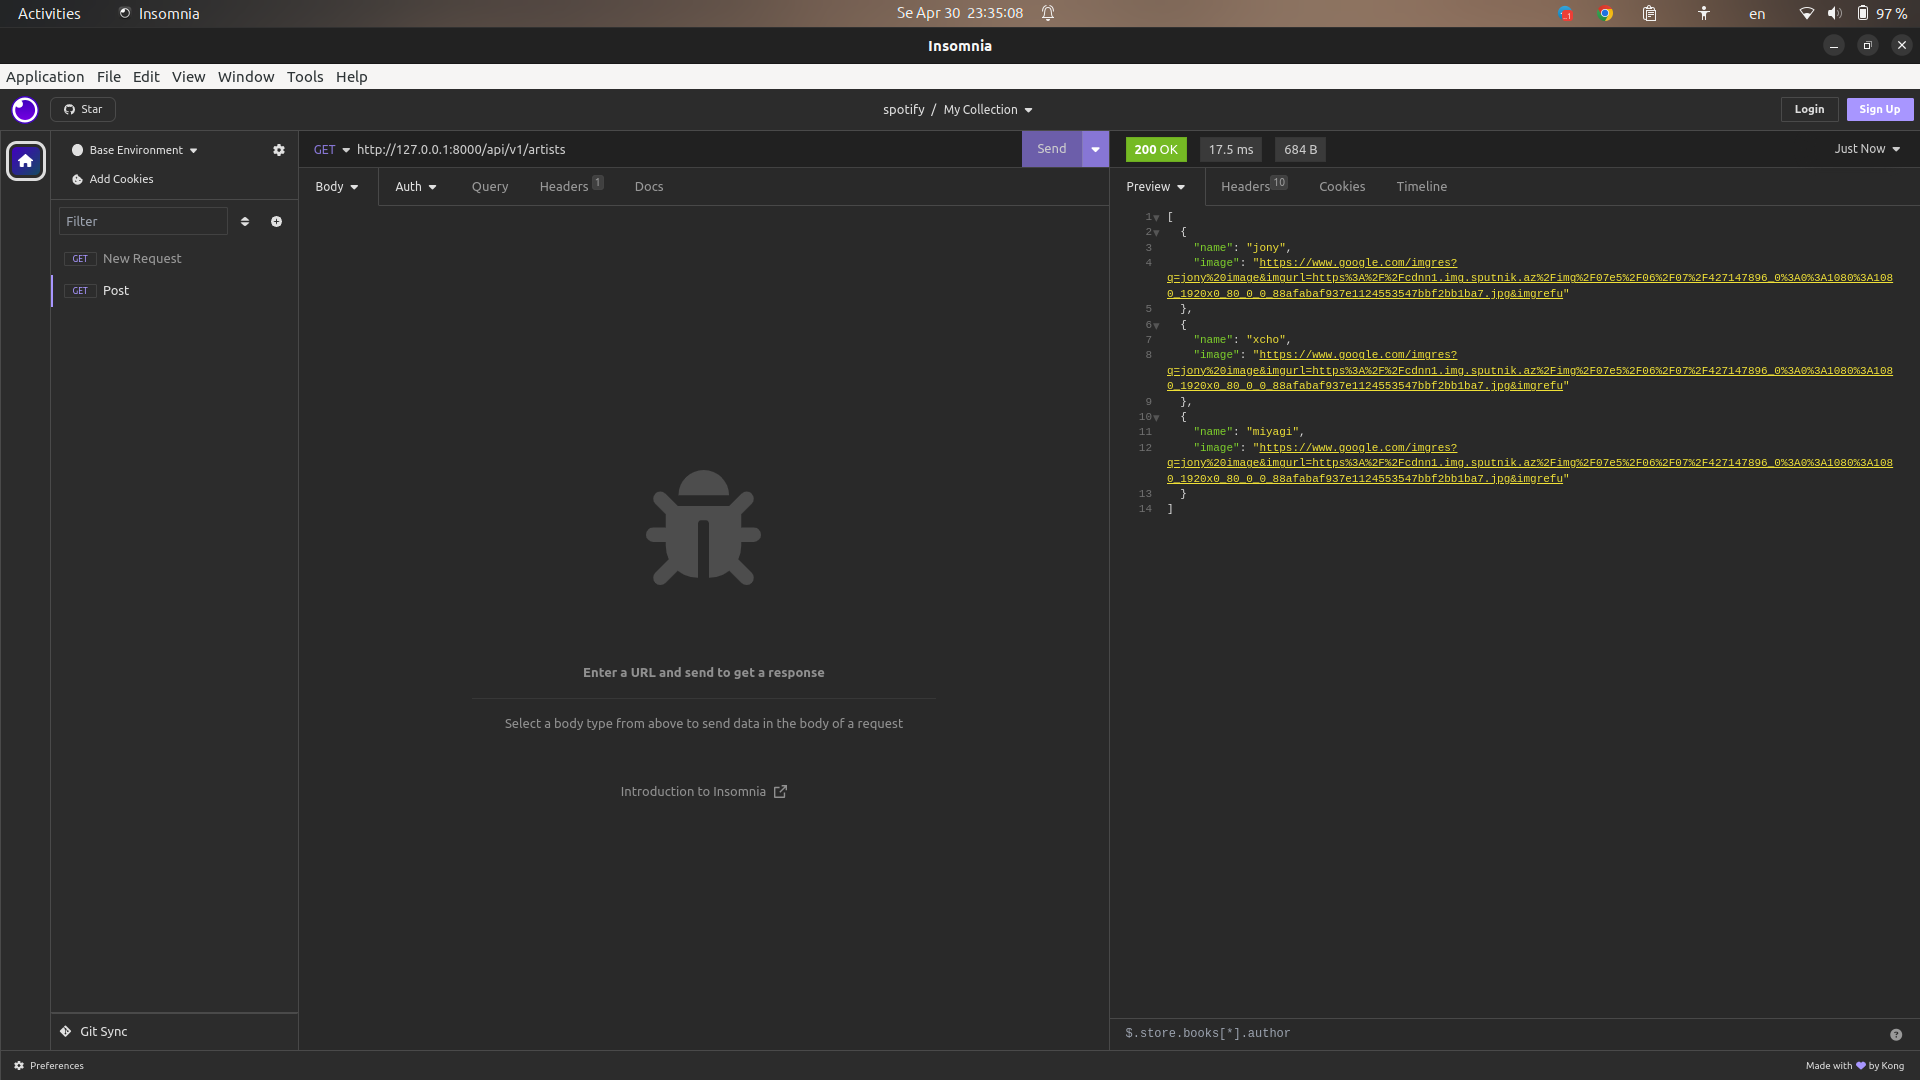 Activities
Insomnia
Se Apr 30 23:35:08
en
97 %
Insomnia
Application File Edit View Window Tools Help
Star
spotify / My Collection
Login
Sign Up
Base Environment
Add Cookies
Filter
GET New Request
GET Post
Git Sync
GET http://127.0.0.1:8000/api/v1/artists
Send
Body Auth Query Headers 1 Docs
Enter a URL and send to get a response
Select a body type from above to send data in the body of a request
Introduction to Insomnia
200 OK 17.5 ms 684 B
Just Now
Preview Headers 10 Cookies Timeline
1 [
2 {
3 "name": "jony",
4 "image": "https://www.google.com/imgres?
q=jony%20image&imgurl=https%3A%2F%2Fcdnn1.img.sputnik.az%2Fimg%2F07e5%2F06%2F07%2F427147896_0%3A0%3A1080%3A108
0_1920x0_80_0_0_88afabaf937e1124553547bbf2bb1ba7.jpg&imgrefu"
5 },
6 {
7 "name": "xcho",
8 "image": "https://www.google.com/imgres?
q=jony%20image&imgurl=https%3A%2F%2Fcdnn1.img.sputnik.az%2Fimg%2F07e5%2F06%2F07%2F427147896_0%3A0%3A1080%3A108
0_1920x0_80_0_0_88afabaf937e1124553547bbf2bb1ba7.jpg&imgrefu"
9 },
10 {
11 "name": "miyagi",
12 "image": "https://www.google.com/imgres?
q=jony%20image&imgurl=https%3A%2F%2Fcdnn1.img.sputnik.az%2Fimg%2F07e5%2F06%2F07%2F427147896_0%3A0%3A1080%3A108
0_1920x0_80_0_0_88afabaf937e1124553547bbf2bb1ba7.jpg&imgrefu"
13 }
14 ]
$.store.books[*].author
Preferences
Made with 💜 by Kong